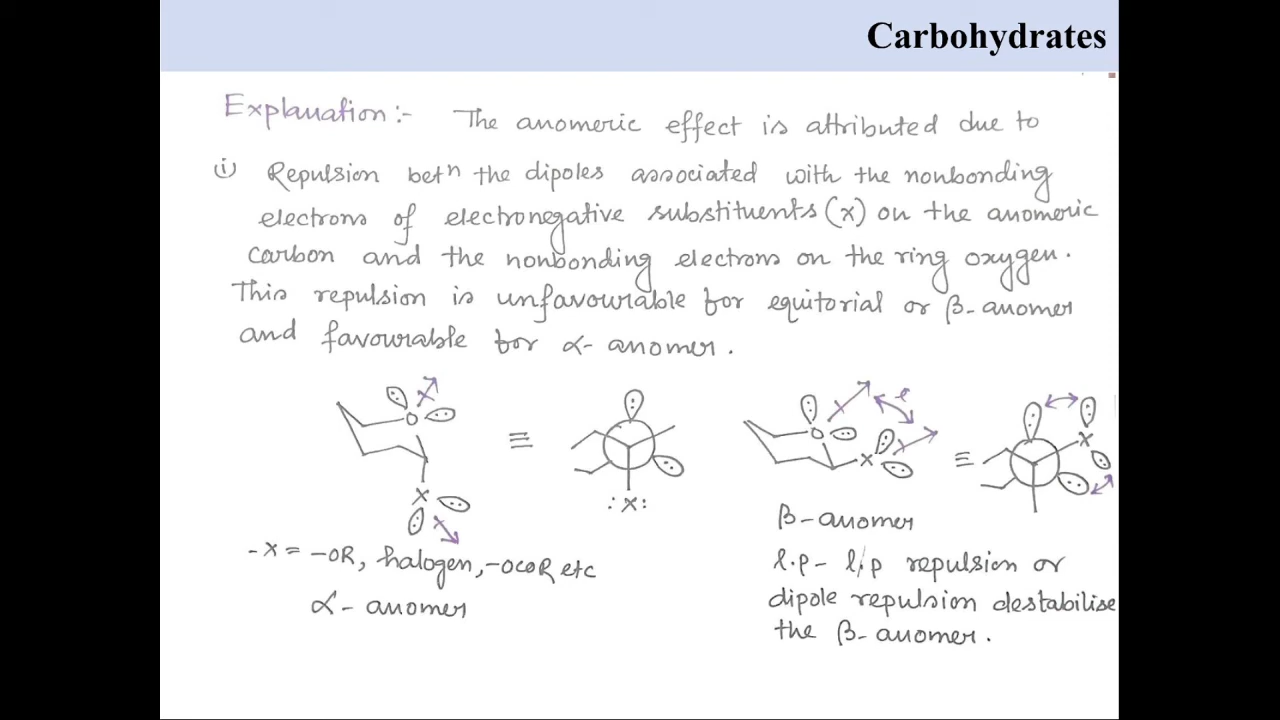 Carbohydrates
Explanation:- The anomeric effect is attributed due to
(i) Repulsion betⁿ the dipoles associated with the nonbonding
electrons of electronegative substituents (x) on the anomeric
carbon and the nonbonding electrons on the ring oxygen.
This repulsion is unfavourable for equitorial or β-anomer
and favourable for α-anomer.
O
X
≡
:X:
O
X
≡
X
-X = -OR, halogen, -OCOR etc
α-anomer
β-anomer
l.p - l.p repulsion or
dipole repulsion destabilise
the β-anomer.